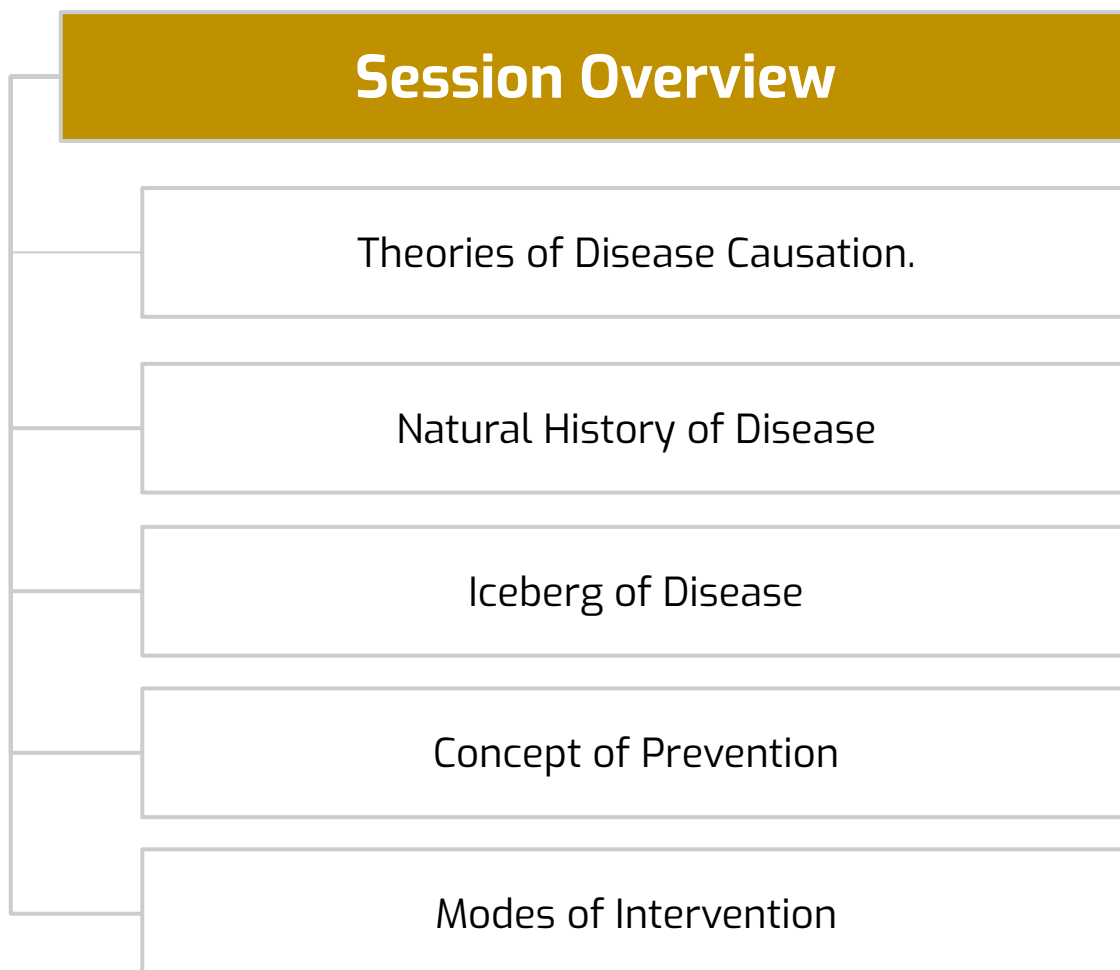 Session Overview
Theories of Disease Causation.
Natural History of Disease
Iceberg of Disease
Concept of Prevention
Modes of Intervention